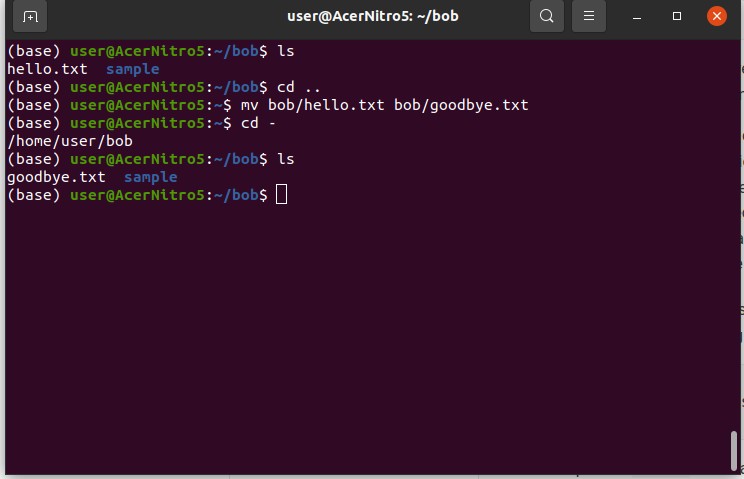 user@AcerNitro5: ~/bob
(base) user@AcerNitro5:~/bob$ ls
hello.txt  sample
(base) user@AcerNitro5:~/bob$ cd ..
(base) user@AcerNitro5:~$ mv bob/hello.txt bob/goodbye.txt
(base) user@AcerNitro5:~$ cd -
/home/user/bob
(base) user@AcerNitro5:~/bob$ ls
goodbye.txt  sample
(base) user@AcerNitro5:~/bob$